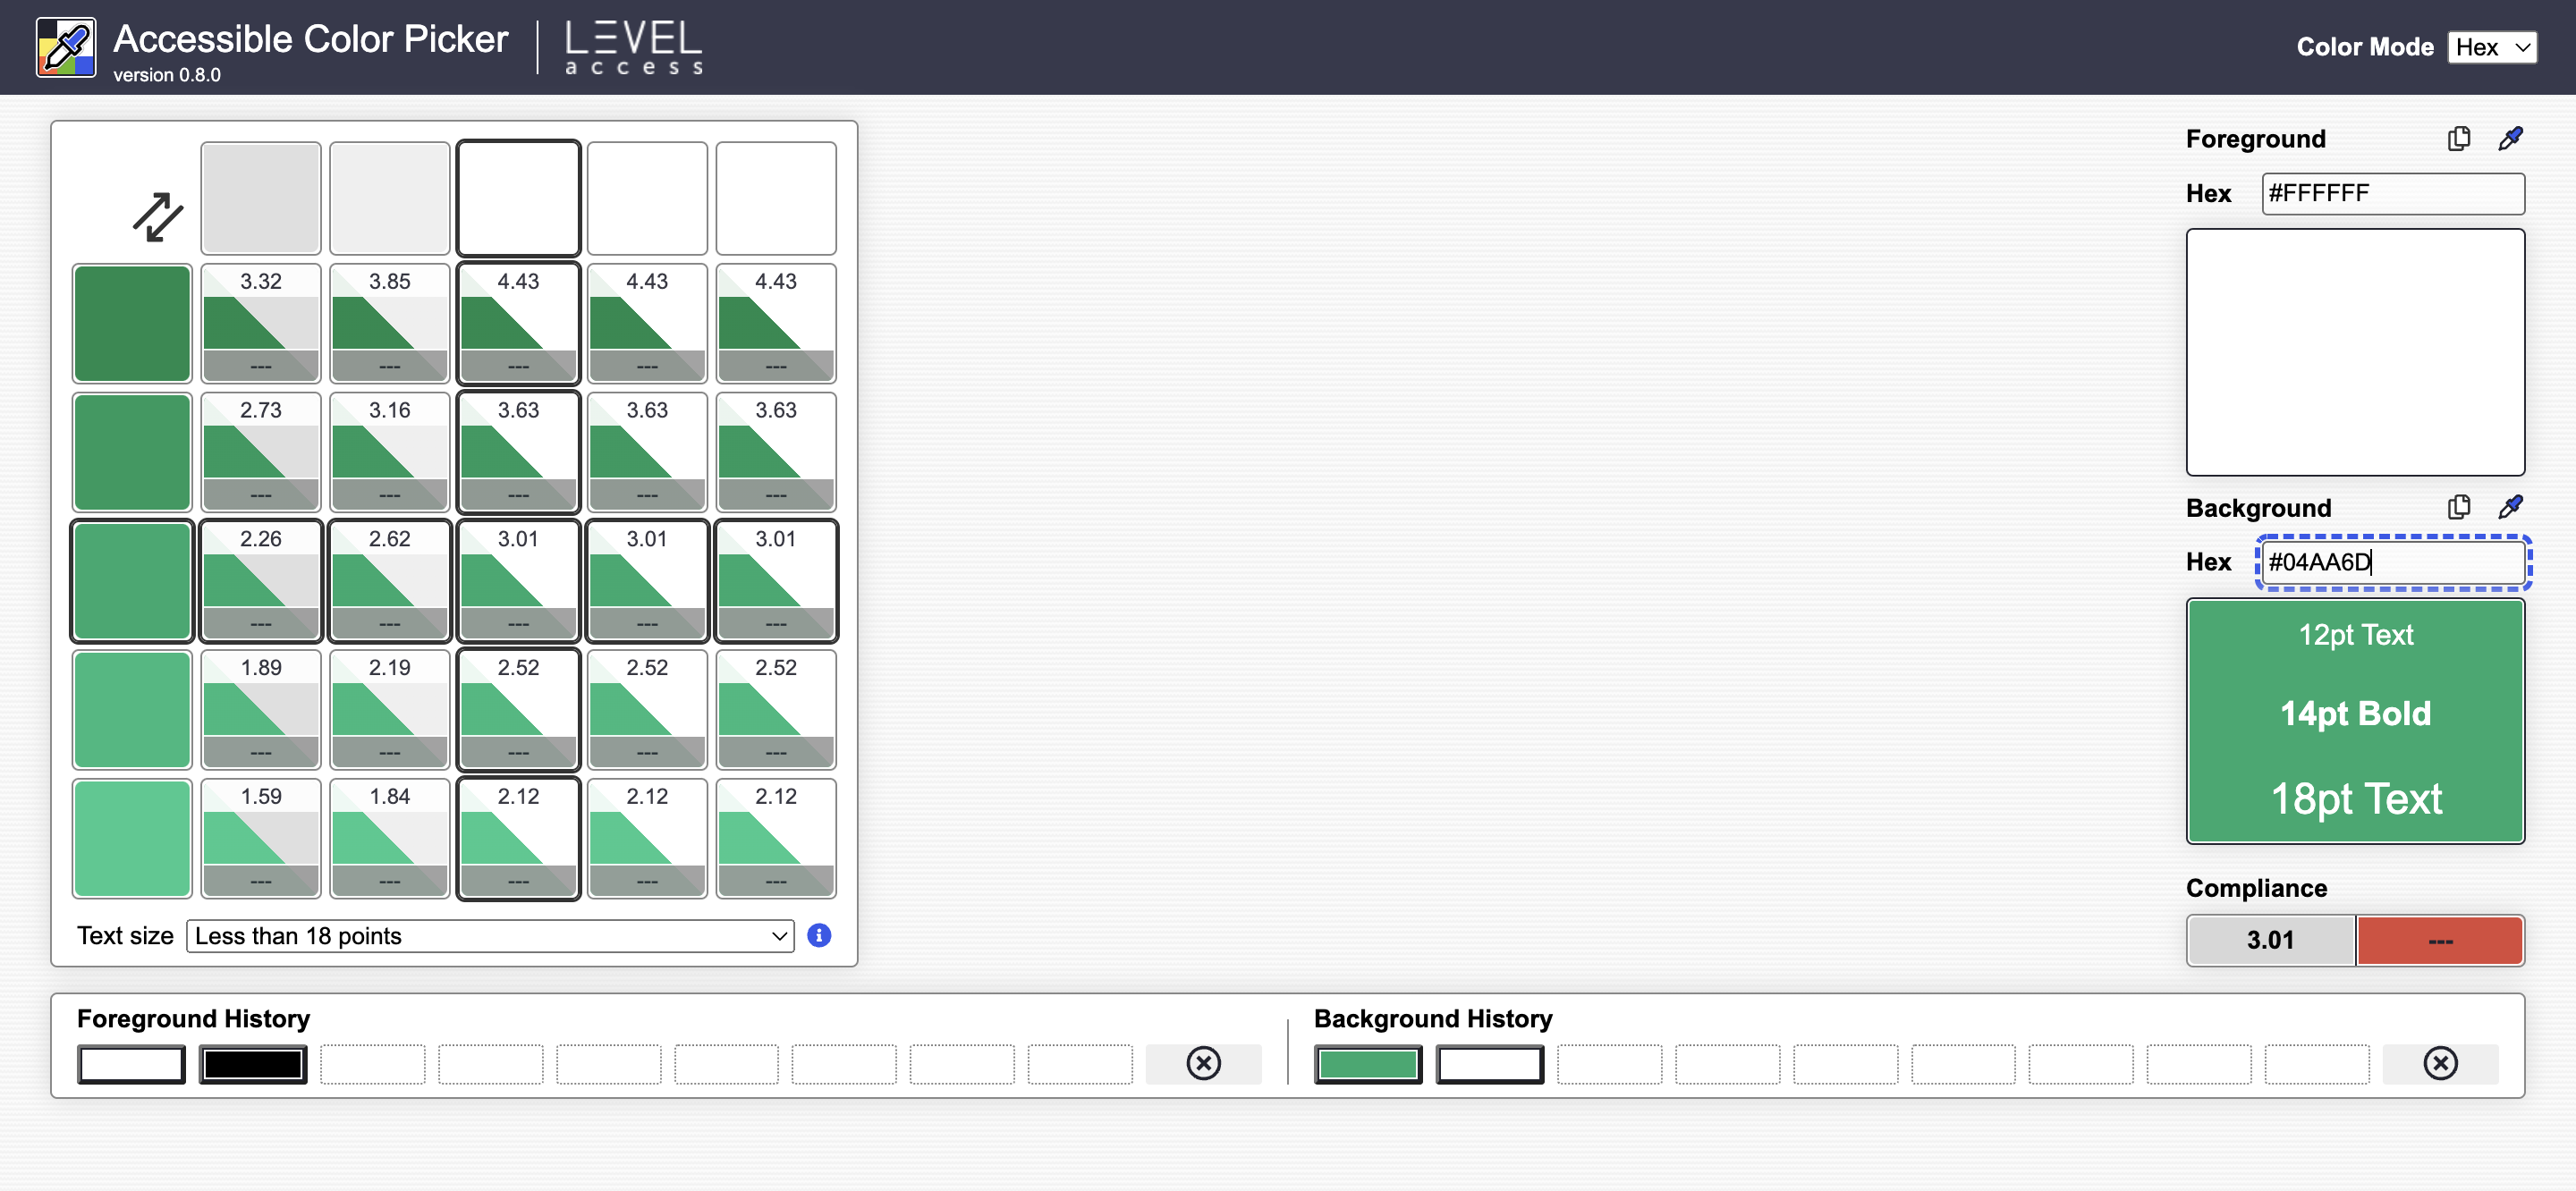 Accessible Color Picker
version 0.8.0
LEVEL
access
Color Mode Hex
3.32 3.85 4.43 4.43 4.43
--- --- --- --- ---
2.73 3.16 3.63 3.63 3.63
--- --- --- --- ---
2.26 2.62 3.01 3.01 3.01
--- --- --- --- ---
1.89 2.19 2.52 2.52 2.52
--- --- --- --- ---
1.59 1.84 2.12 2.12 2.12
--- --- --- --- ---
Text size Less than 18 points i
Foreground
Hex #FFFFFF
Background
Hex #04AA6D
12pt Text
14pt Bold
18pt Text
Compliance
3.01 ---
Foreground History
Background History